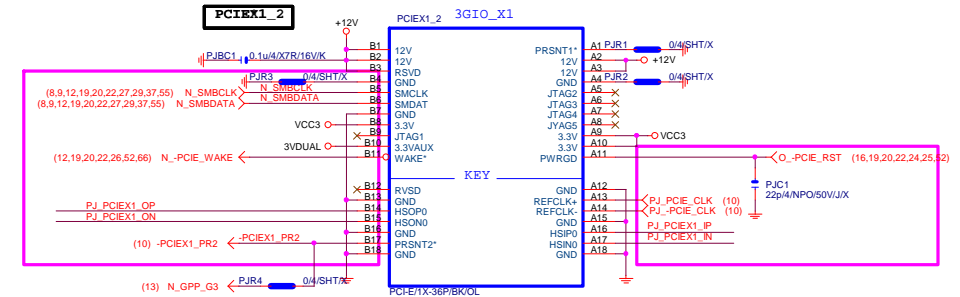 PCIEX1_2
+12V
PCIEX1_2
3GIO_X1
PJBC1 0.1u/4/X7R/16V/K
B1 12V
B2 12V
B3 RSVD
PJR3 0/4/SHT/X
B4 GND
(8,9,12,19,20,22,27,29,37,55) N_SMBCLK N_SMBCLK B5 SMCLK
(8,9,12,19,20,22,27,29,37,55) N_SMBDATA N_SMBDATA B6 SMDAT
B7 GND
VCC3 B8 3.3V
B9 JTAG1
3VDUAL B10 3.3VAUX
(12,19,20,22,26,52,66) N_-PCIE_WAKE B11 WAKE*
KEY
B12 RVSD
B13 GND
PJ_PCIEX1_OP B14 HSOP0
PJ_PCIEX1_ON B15 HSON0
B16 GND
(10) -PCIEX1_PR2 -PCIEX1_PR2 B17 PRSNT2*
B18 GND
(13) N_GPP_G3 PJR4 0/4/SHT/X
PRSNT1* A1 PJR1 0/4/SHT/X
12V A2
12V A3 +12V
GND A4 PJR2 0/4/SHT/X
JTAG2 A5
JTAG3 A6
JTAG4 A7
JYAG5 A8
3.3V A9 VCC3
3.3V A10
PWRGD A11 O_-PCIE_RST (16,19,20,22,24,25,52)
PJC1
22p/4/NPO/50V/J/X
GND A12
REFCLK+ A13 PJ_PCIE_CLK (10)
REFCLK- A14 PJ_-PCIE_CLK (10)
GND A15
HSIP0 A16 PJ_PCIEX1_IP
HSIN0 A17 PJ_PCIEX1_IN
GND A18
PCI-E/1X-36P/BK/OL